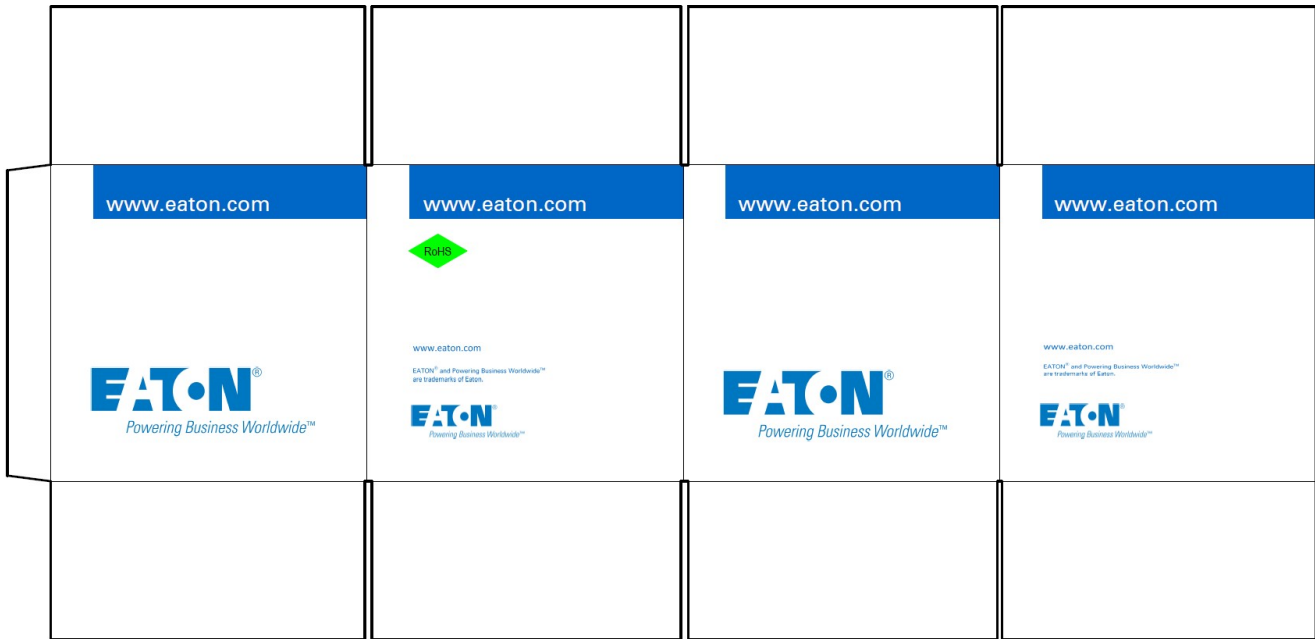 www.eaton.com
EATON®
Powering Business Worldwide™
www.eaton.com
RoHS
www.eaton.com
EATON® and Powering Business Worldwide™
are trademarks of Eaton.
EATON®
Powering Business Worldwide™
www.eaton.com
EATON®
Powering Business Worldwide™
www.eaton.com
www.eaton.com
EATON® and Powering Business Worldwide™
are trademarks of Eaton.
EATON®
Powering Business Worldwide™